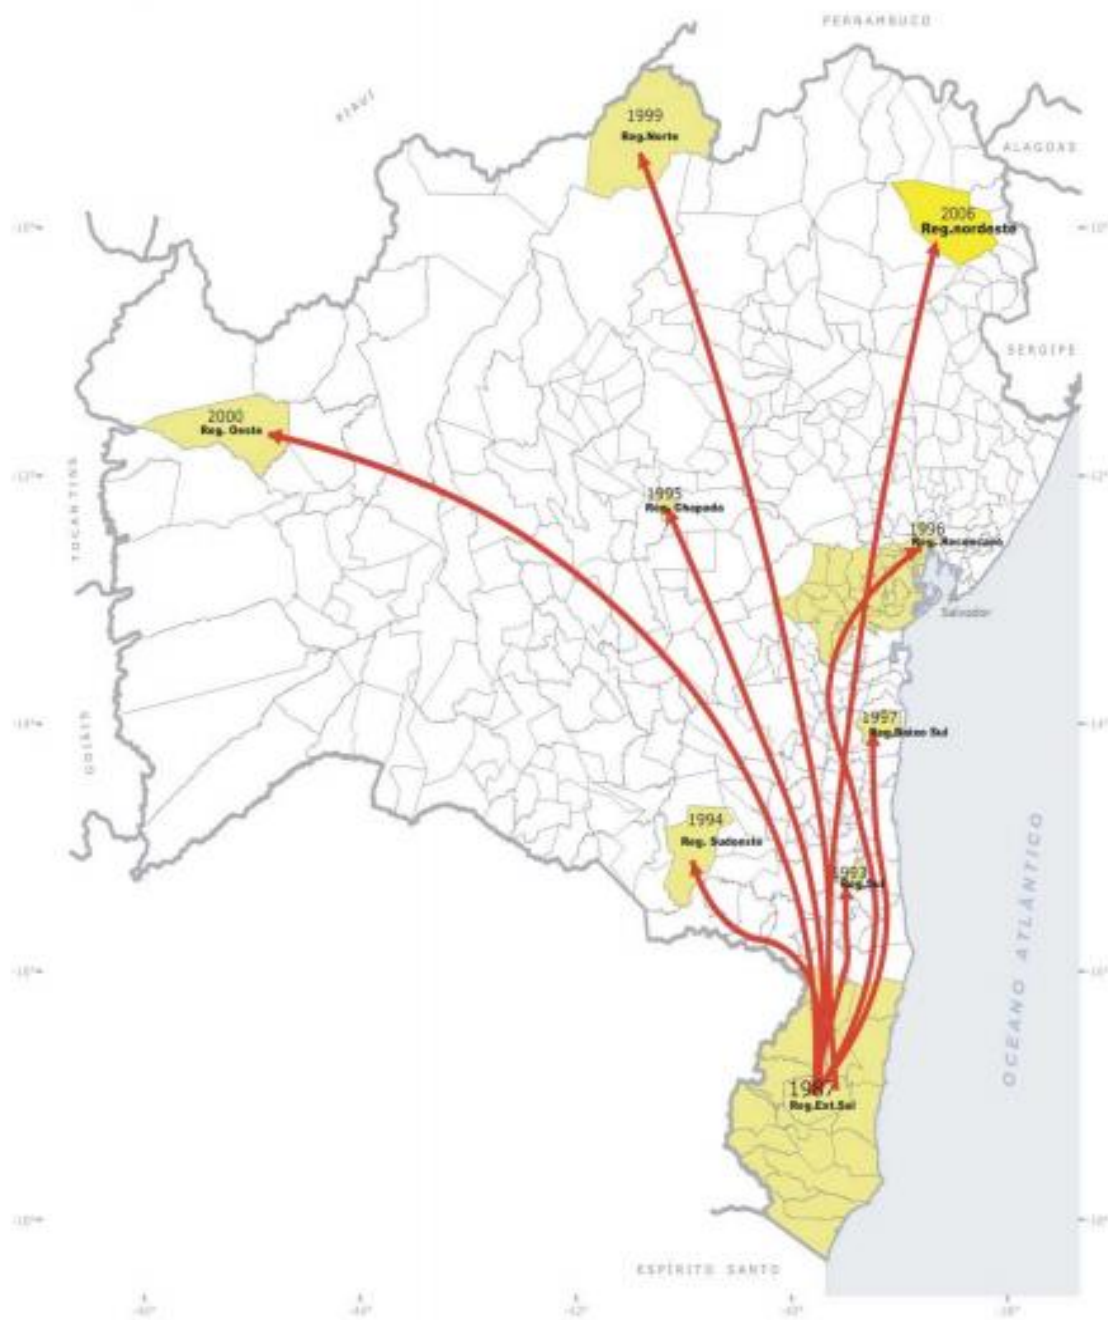 PERNAMBUCO
PIAUÍ
1999
Reg.Norte
ALAGOAS
2006
Reg.nordeste
SERGIPE
2000
Reg. Oeste
TOCANTINS
1995
Reg. Chapada
1996
Reg. Reconcavo
Salvador
GOIÁS
1997
Reg.Baixo Sul
1994
Reg. Sudoeste
1993
Reg.Sul
OCEANO ATLÂNTICO
1987
Reg.Ext.Sul
ESPÍRITO SANTO